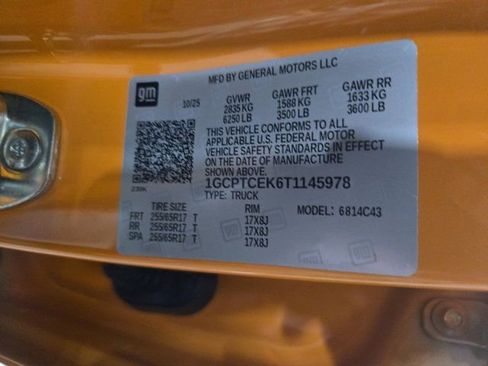 MFD BY GENERAL MOTORS LLC
gm
10/25
GVWR GAWR FRT GAWR RR
2835 KG 1588 KG 1633 KG
6250 LB 3500 LB 3600 LB
THIS VEHICLE CONFORMS TO ALL
APPLICABLE U.S. FEDERAL MOTOR
VEHICLE SAFETY STANDARDS IN EFFECT
ON THE DATE OF MANUFACTURE
SHOWN ABOVE.
1GCPTCEK6T1145978
TYPE: TRUCK
TIRE SIZE RIM MODEL: 6814C43
FRT 255/65R17 T 17X8J
RR 255/65R17 T 17X8J
SPA 255/65R17 T 17X8J